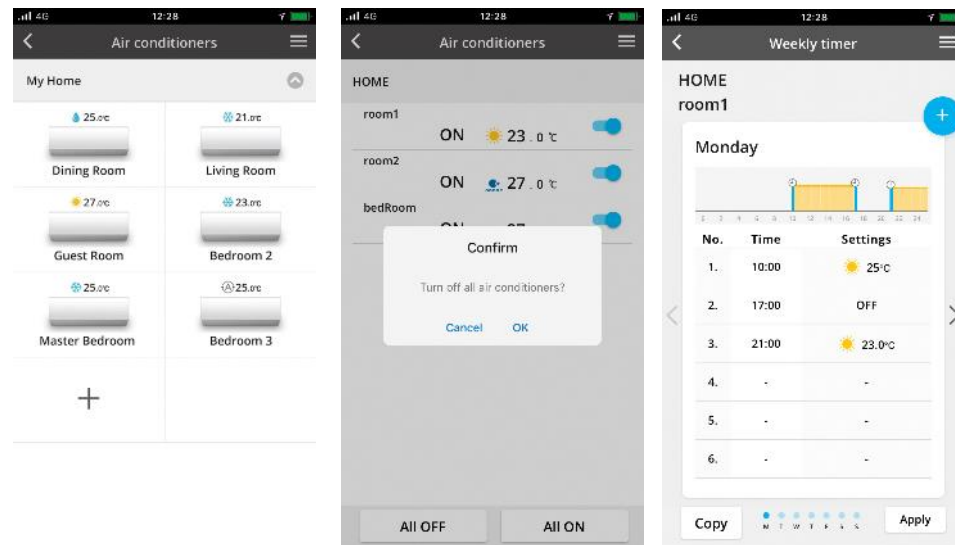 4G 12:28
Air conditioners
My Home
25.0°C
21.0°C
Dining Room
Living Room
27.0°C
23.0°C
Guest Room
Bedroom 2
25.0°C
A 25.0°C
Master Bedroom
Bedroom 3
+
4G 12:28
Air conditioners
HOME
room1
ON 23.0 ℃
room2
ON 27.0 ℃
bedRoom
Confirm
Turn off all air conditioners?
Cancel OK
All OFF All ON
4G 12:28
Weekly timer
HOME
room1
+
Monday
No. Time Settings
1. 10:00 25°C
2. 17:00 OFF
3. 21:00 23.0°C
4. - -
5. - -
6. - -
Copy
M T W T F S S
Apply